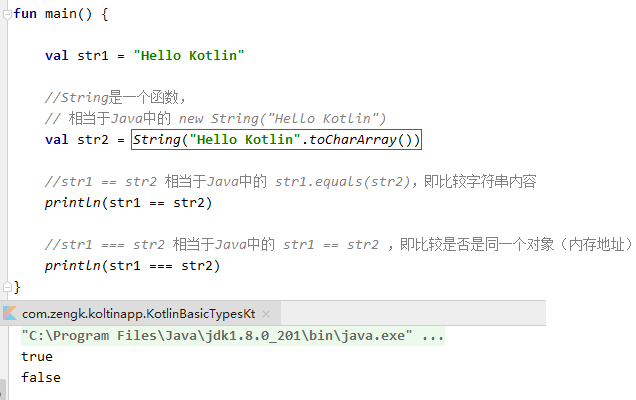 fun main() {
val str1 = "Hello Kotlin"
//String是一个函数，
// 相当于Java中的 new String("Hello Kotlin")
val str2 = String("Hello Kotlin".toCharArray())
//str1 == str2 相当于Java中的 str1.equals(str2)，即比较字符串内容
println(str1 == str2)
//str1 === str2 相当于Java中的 str1 == str2 ，即比较是否是同一个对象（内存地址）
println(str1 === str2)
}
com.zengk.koltinapp.KotlinBasicTypesKt ×
"C:\Program Files\Java\jdk1.8.0_201\bin\java.exe" ...
true
false